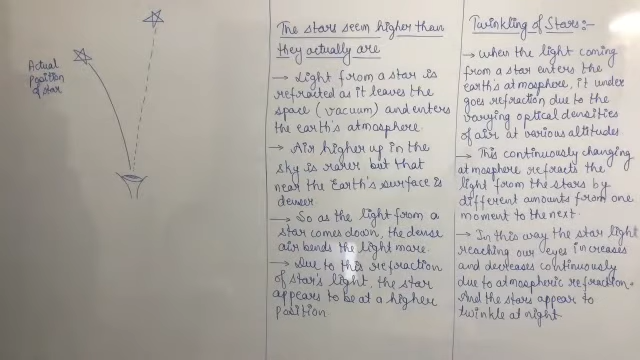 Actual
position
of star
The stars seem higher than
they actually are
→ Light from a star is
refracted as it leaves the
space (vacuum) and enters
the earth's atmosphere.
→ Air higher up in the
sky is rarer but that
near the Earth's surface is
denser
→ So as the light from a
star comes down, the dense
air bends the light more.
→ Due to this refraction
of star's light, the star
appears to be at a higher
position.
Twinkling of Stars:-
→ when the light coming
from a star enters the
earth's atmosphere, it under
goes refraction due to the
varying optical densities
of air at various altitudes
→ This continuously changing
atmosphere refracts the
light from the stars by
different amounts from one
moment to the next.
→ In this way the star light
reaching our eyes increases
and decreases continuously
due to atmospheric refraction.
And the stars appear to
twinkle at night